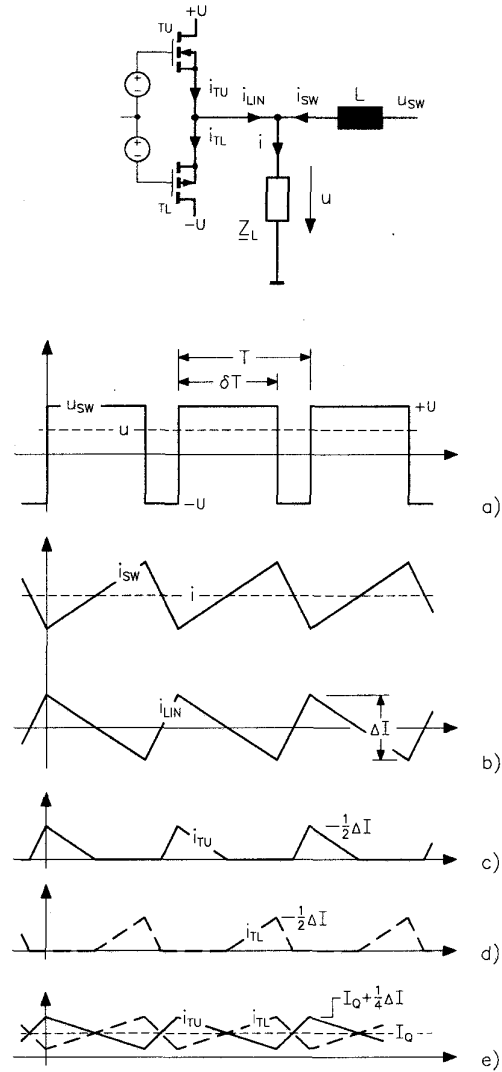 +U
TU
i_TU
i_LIN
i_SW
L
u_SW
i_TL
i
TL
-U
Z_L
u
T
δT
u_SW
+U
u
-U
a)
i_SW
i
i_LIN
ΔI
b)
i_TU
½ΔI
c)
i_TL
½ΔI
d)
i_TU
i_TL
I_Q+¼ΔI
I_Q
e)